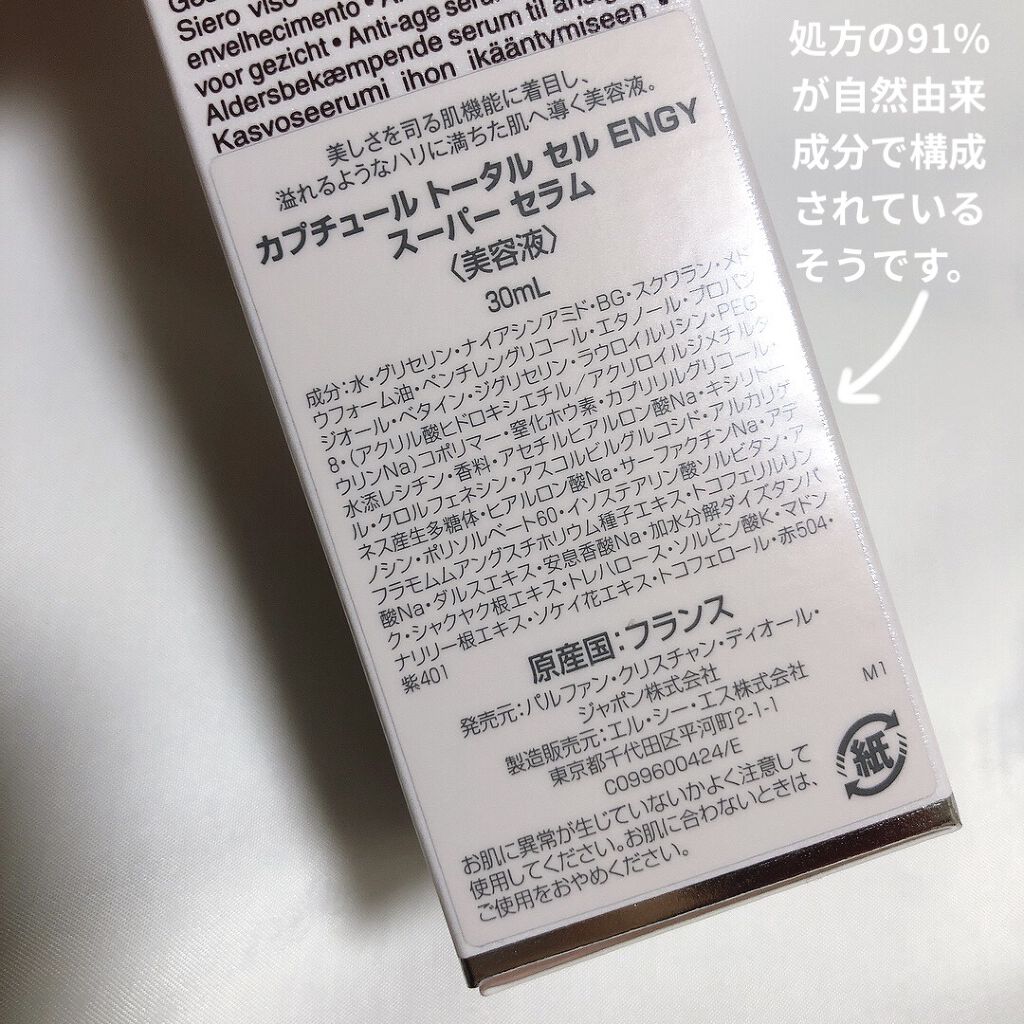 Siero viso
envelhecimento • Anti-age serum
voor gezicht • Anti-age serum til
Aldersbekæmpende serum til ansigt
Kasvoseerumi ihon ikääntymiseen
美しさを司る肌機能に着目し、
溢れるようなハリに満ちた肌へ導く美容液。
カプチュール トータル セル ENGY
スーパー セラム
〈美容液〉
30mL
成分:水・グリセリン・ナイアシンアミド・BG・スクワラン・メド
ウフォーム油・ペンチレングリコール・エタノール・プロパン
ジオール・ベタイン・ジグリセリン・ラウロイルリシン・PEG-
8・(アクリル酸ヒドロキシエチル/アクリロイルジメチルタ
ウリンNa)コポリマー・窒化ホウ素・カプリリルグリコール・
水添レシチン・香料・アセチルヒアルロン酸Na・キシリトー
ル・クロルフェネシン・アスコルビルグルコシド・アルカリゲ
ネス産生多糖体・ヒアルロン酸Na・サーファクチンNa・アデ
ノシン・ポリソルベート60・イソステアリン酸ソルビタン・ア
フラモムムアングスチホリウム種子エキス・トコフェリルリン
酸Na・ダルスエキス・安息香酸Na・加水分解ダイズタンパ
ク・シャクヤク根エキス・トレハロース・ソルビン酸K・マドン
ナリリー根エキス・ソケイ花エキス・トコフェロール・赤504・
紫401
原産国:フランス
発売元:パルファン・クリスチャン・ディオール・
ジャポン株式会社
製造販売元:エル・シー・エス株式会社
東京都千代田区平河町2-1-1
C099600424/E
M1
紙
お肌に異常が生じていないかよく注意して
使用してください。お肌に合わないときは、
ご使用をおやめください。
処方の91%
が自然由来
成分で構成
されている
そうです。